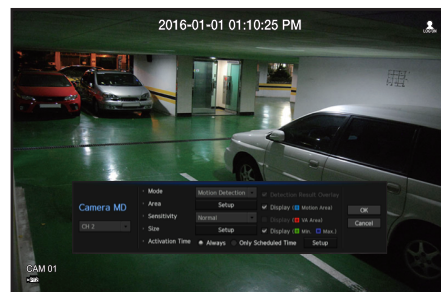 2016-01-01 01:10:25 PM
LOG ON
Mode Motion Detection Detection Result Overlay
Area Setup Display (Motion Area)
Camera MD Sensitivity Normal Display (VA Area) OK
CH 2 Size Setup Display (Min. Max.) Cancel
Activation Time Always Only Scheduled Time Setup
CAM 01